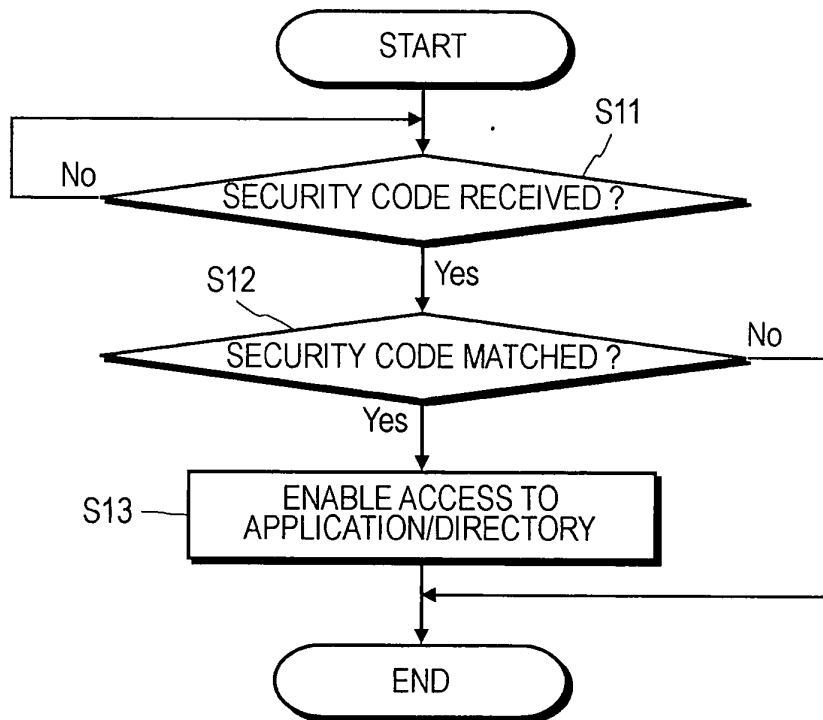 START
S11
No
SECURITY CODE RECEIVED ?
Yes
S12
No
SECURITY CODE MATCHED ?
Yes
S13
ENABLE ACCESS TO
APPLICATION/DIRECTORY
END